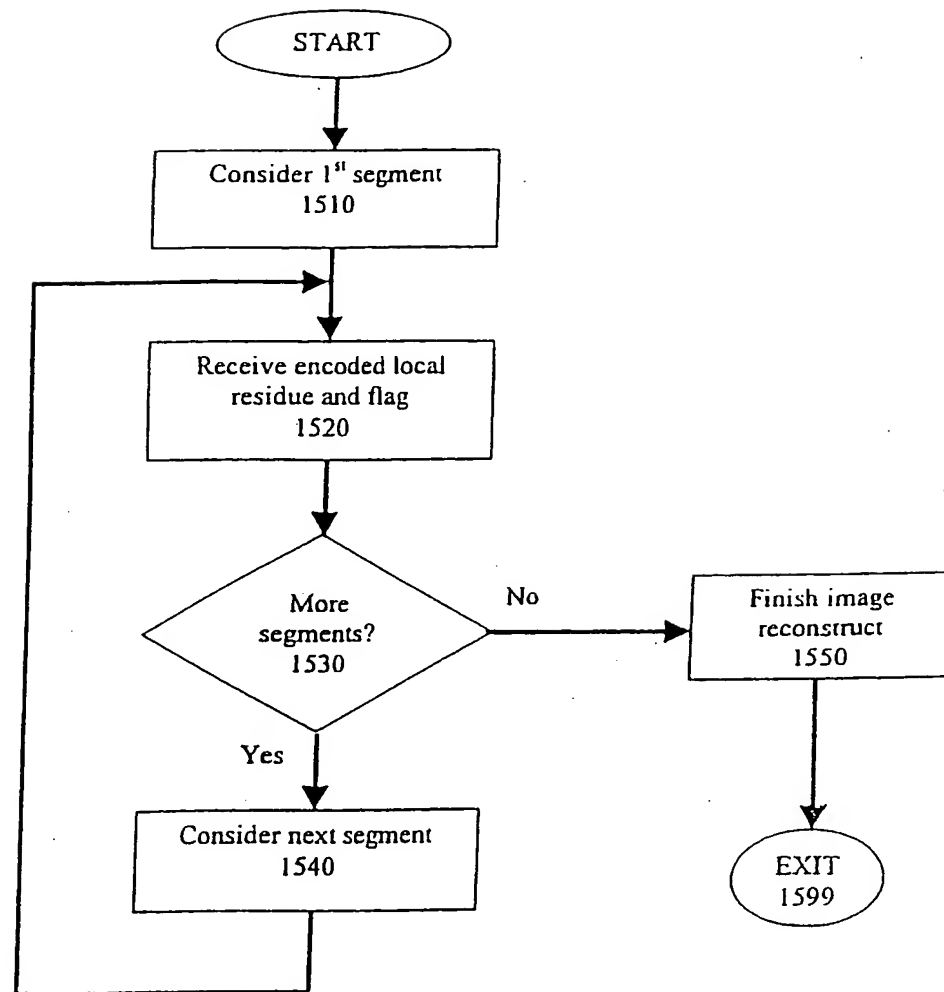 START
Consider 1st segment
1510
Receive encoded local
residue and flag
1520
More
segments?
1530
No
Finish image
reconstruct
1550
Yes
Consider next segment
1540
EXIT
1599